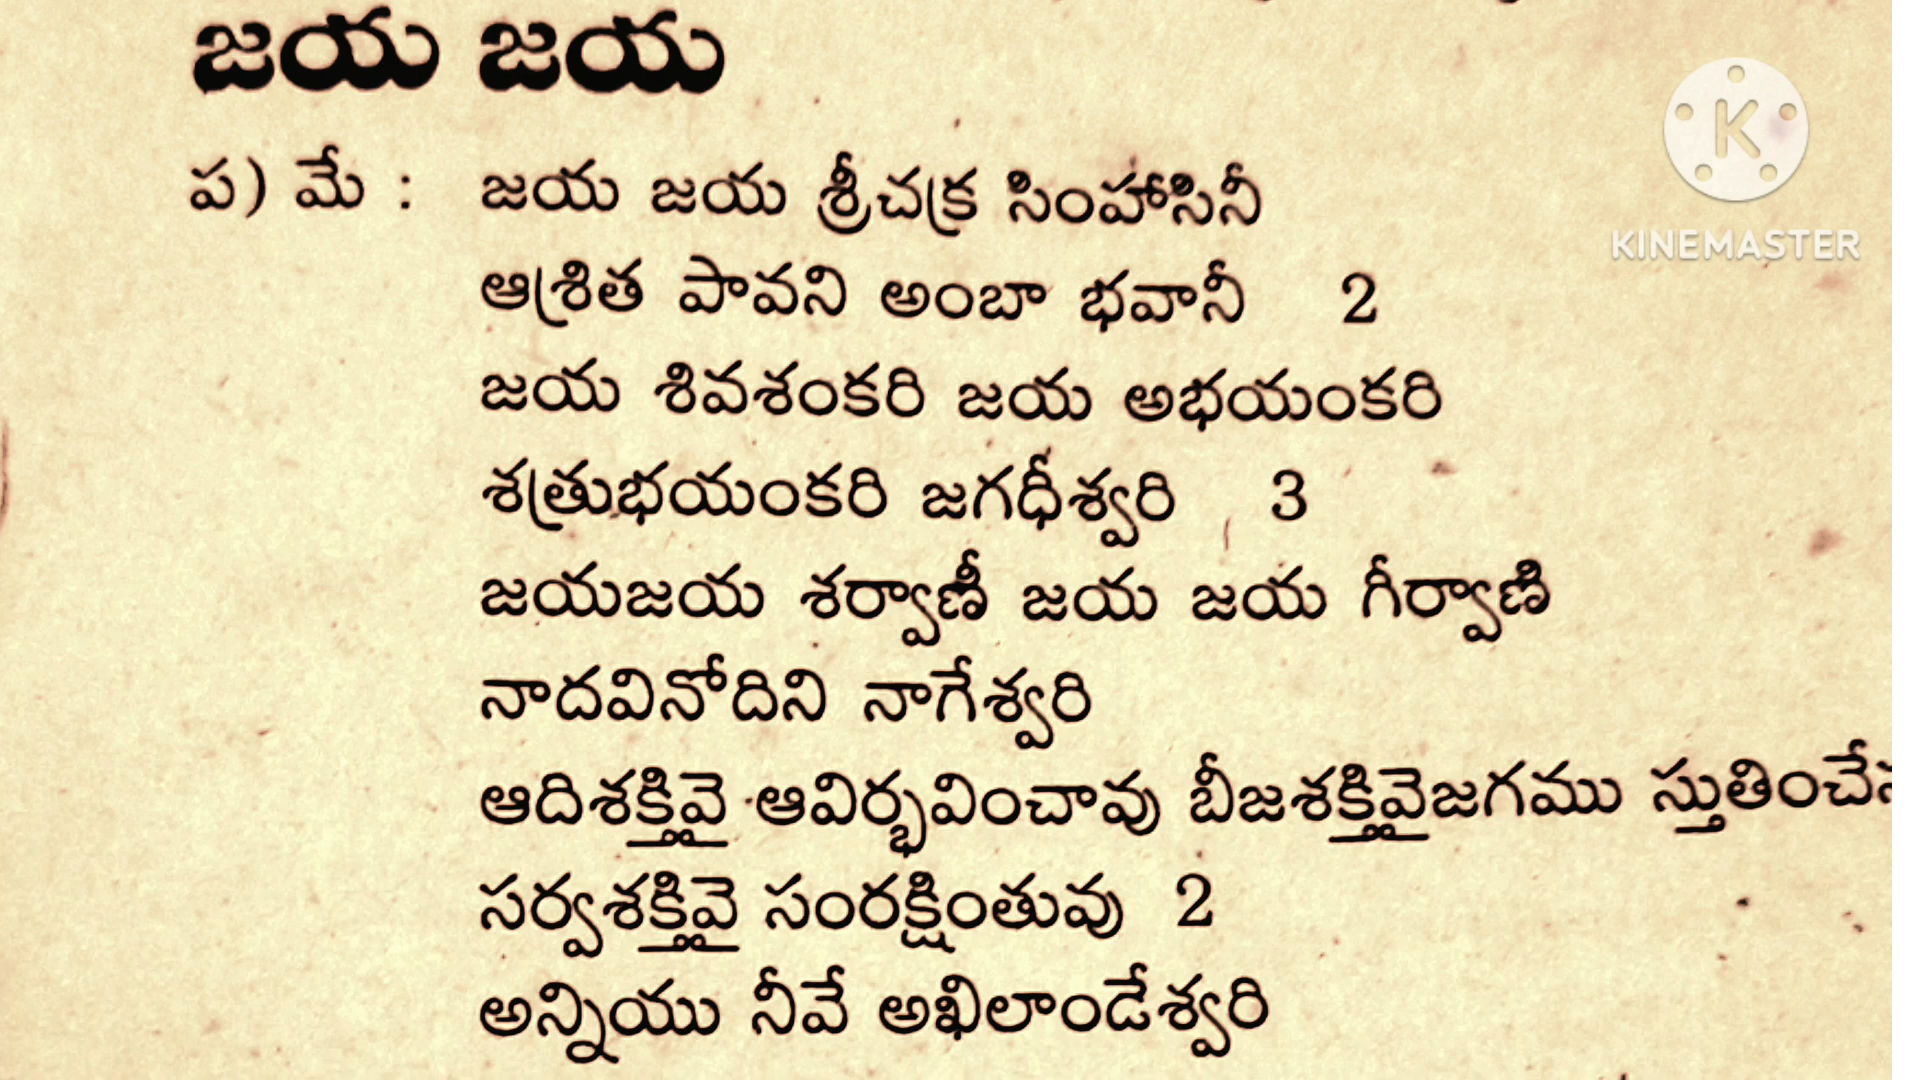 జయ జయ
ప) మే : జయ జయ శ్రీచక్ర సింహాసినీ
ఆశ్రిత పావని అంబా భవానీ 2
జయ శివశంకరి జయ అభయంకరి
శత్రుభయంకరి జగధీశ్వరి 3
జయజయ శర్వాణీ జయ జయ గీర్వాణి
నాదవినోదిని నాగేశ్వరి
ఆదిశక్తివై ఆవిర్భవించావు బీజశక్తివైజగము
సర్వశక్తివై సంరక్షింతువు 2
అన్నియు నీవే అఖిలాండేశ్వరి
KINEMASTER